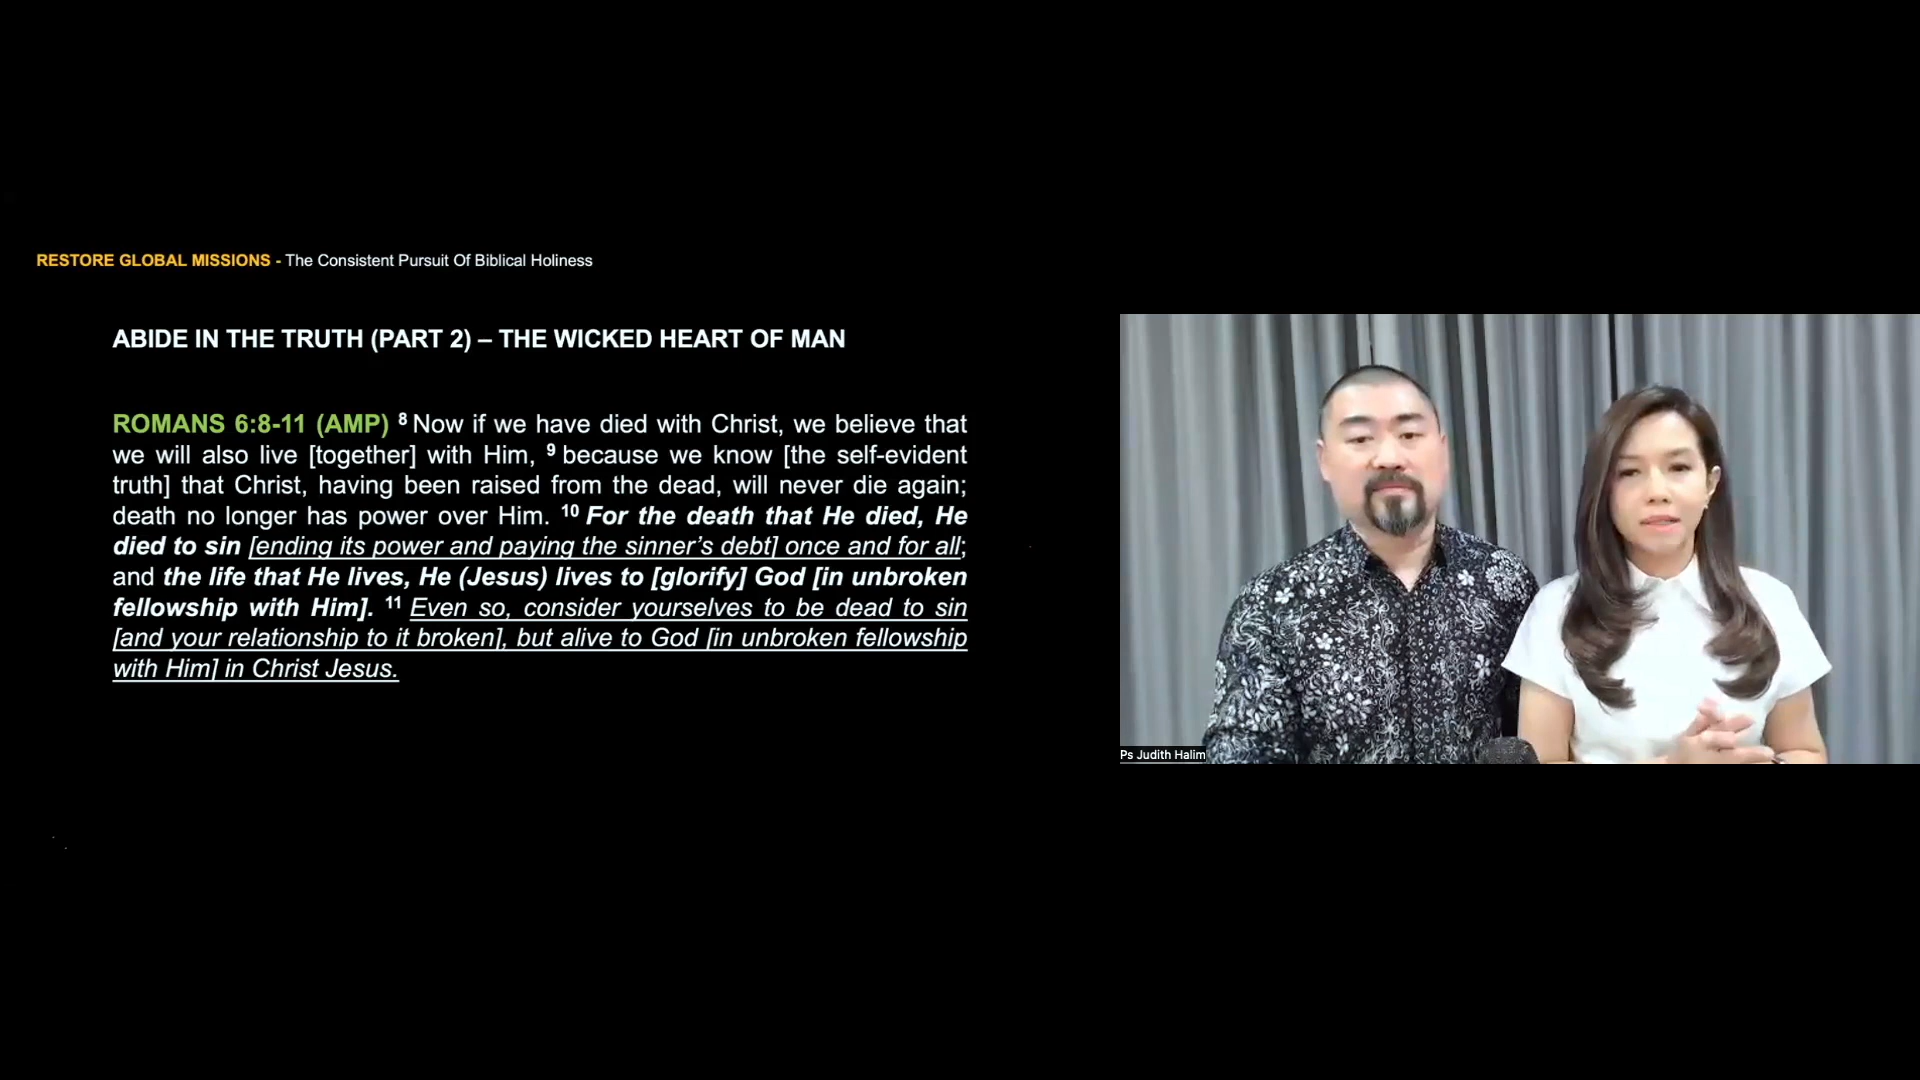 RESTORE GLOBAL MISSIONS - The Consistent Pursuit Of Biblical Holiness
ABIDE IN THE TRUTH (PART 2) – THE WICKED HEART OF MAN
ROMANS 6:8-11 (AMP) 8 Now if we have died with Christ, we believe that
we will also live [together] with Him, 9 because we know [the self-evident
truth] that Christ, having been raised from the dead, will never die again;
death no longer has power over Him. 10 For the death that He died, He
died to sin [ending its power and paying the sinner’s debt] once and for all;
and the life that He lives, He (Jesus) lives to [glorify] God [in unbroken
fellowship with Him]. 11 Even so, consider yourselves to be dead to sin
[and your relationship to it broken], but alive to God [in unbroken fellowship
with Him] in Christ Jesus.
Ps Judith Halim